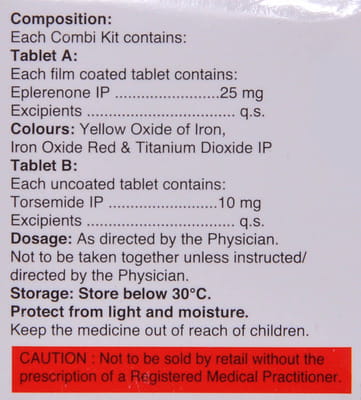 Composition:
Each Combi Kit contains:
Tablet A:
Each film coated tablet contains:
Eplerenone IP ........................25 mg
Excipients .................................. q.s.
Colours: Yellow Oxide of Iron,
Iron Oxide Red & Titanium Dioxide IP
Tablet B:
Each uncoated tablet contains:
Torsemide IP .........................10 mg
Excipients .................................. q.s.
Dosage: As directed by the Physician.
Not to be taken together unless instructed/
directed by the Physician.
Storage: Store below 30°C.
Protect from light and moisture.
Keep the medicine out of reach of children.
CAUTION : Not to be sold by retail without the
prescription of a Registered Medical Practitioner.